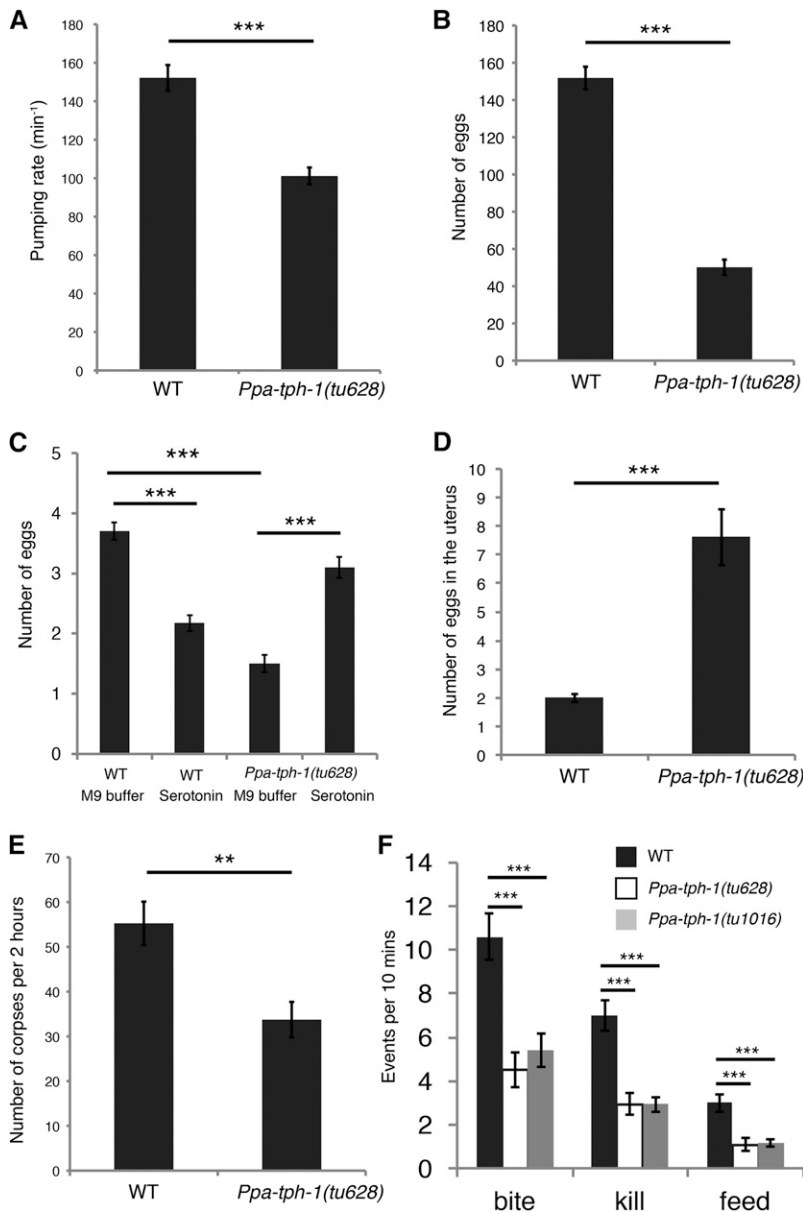 A
***
Pumping rate (min-1)
180
160
140
120
100
80
60
40
20
0
WT
Ppa-tph-1(tu628)
B
***
Number of eggs
180
160
140
120
100
80
60
40
20
0
WT
Ppa-tph-1(tu628)
C
***
***
***
Number of eggs
5
4
3
2
1
0
WT WT Ppa-tph-1(tu628)
M9 buffer Serotonin M9 buffer Serotonin
D
***
Number of eggs in the uterus
10
9
8
7
6
5
4
3
2
1
0
WT
Ppa-tph-1(tu628)
E
**
Number of corpses per 2 hours
70
60
50
40
30
20
10
0
WT
Ppa-tph-1(tu628)
F
WT
Ppa-tph-1(tu628)
Ppa-tph-1(tu1016)
***
***
***
***
***
***
Events per 10 mins
14
12
10
8
6
4
2
0
bite kill feed